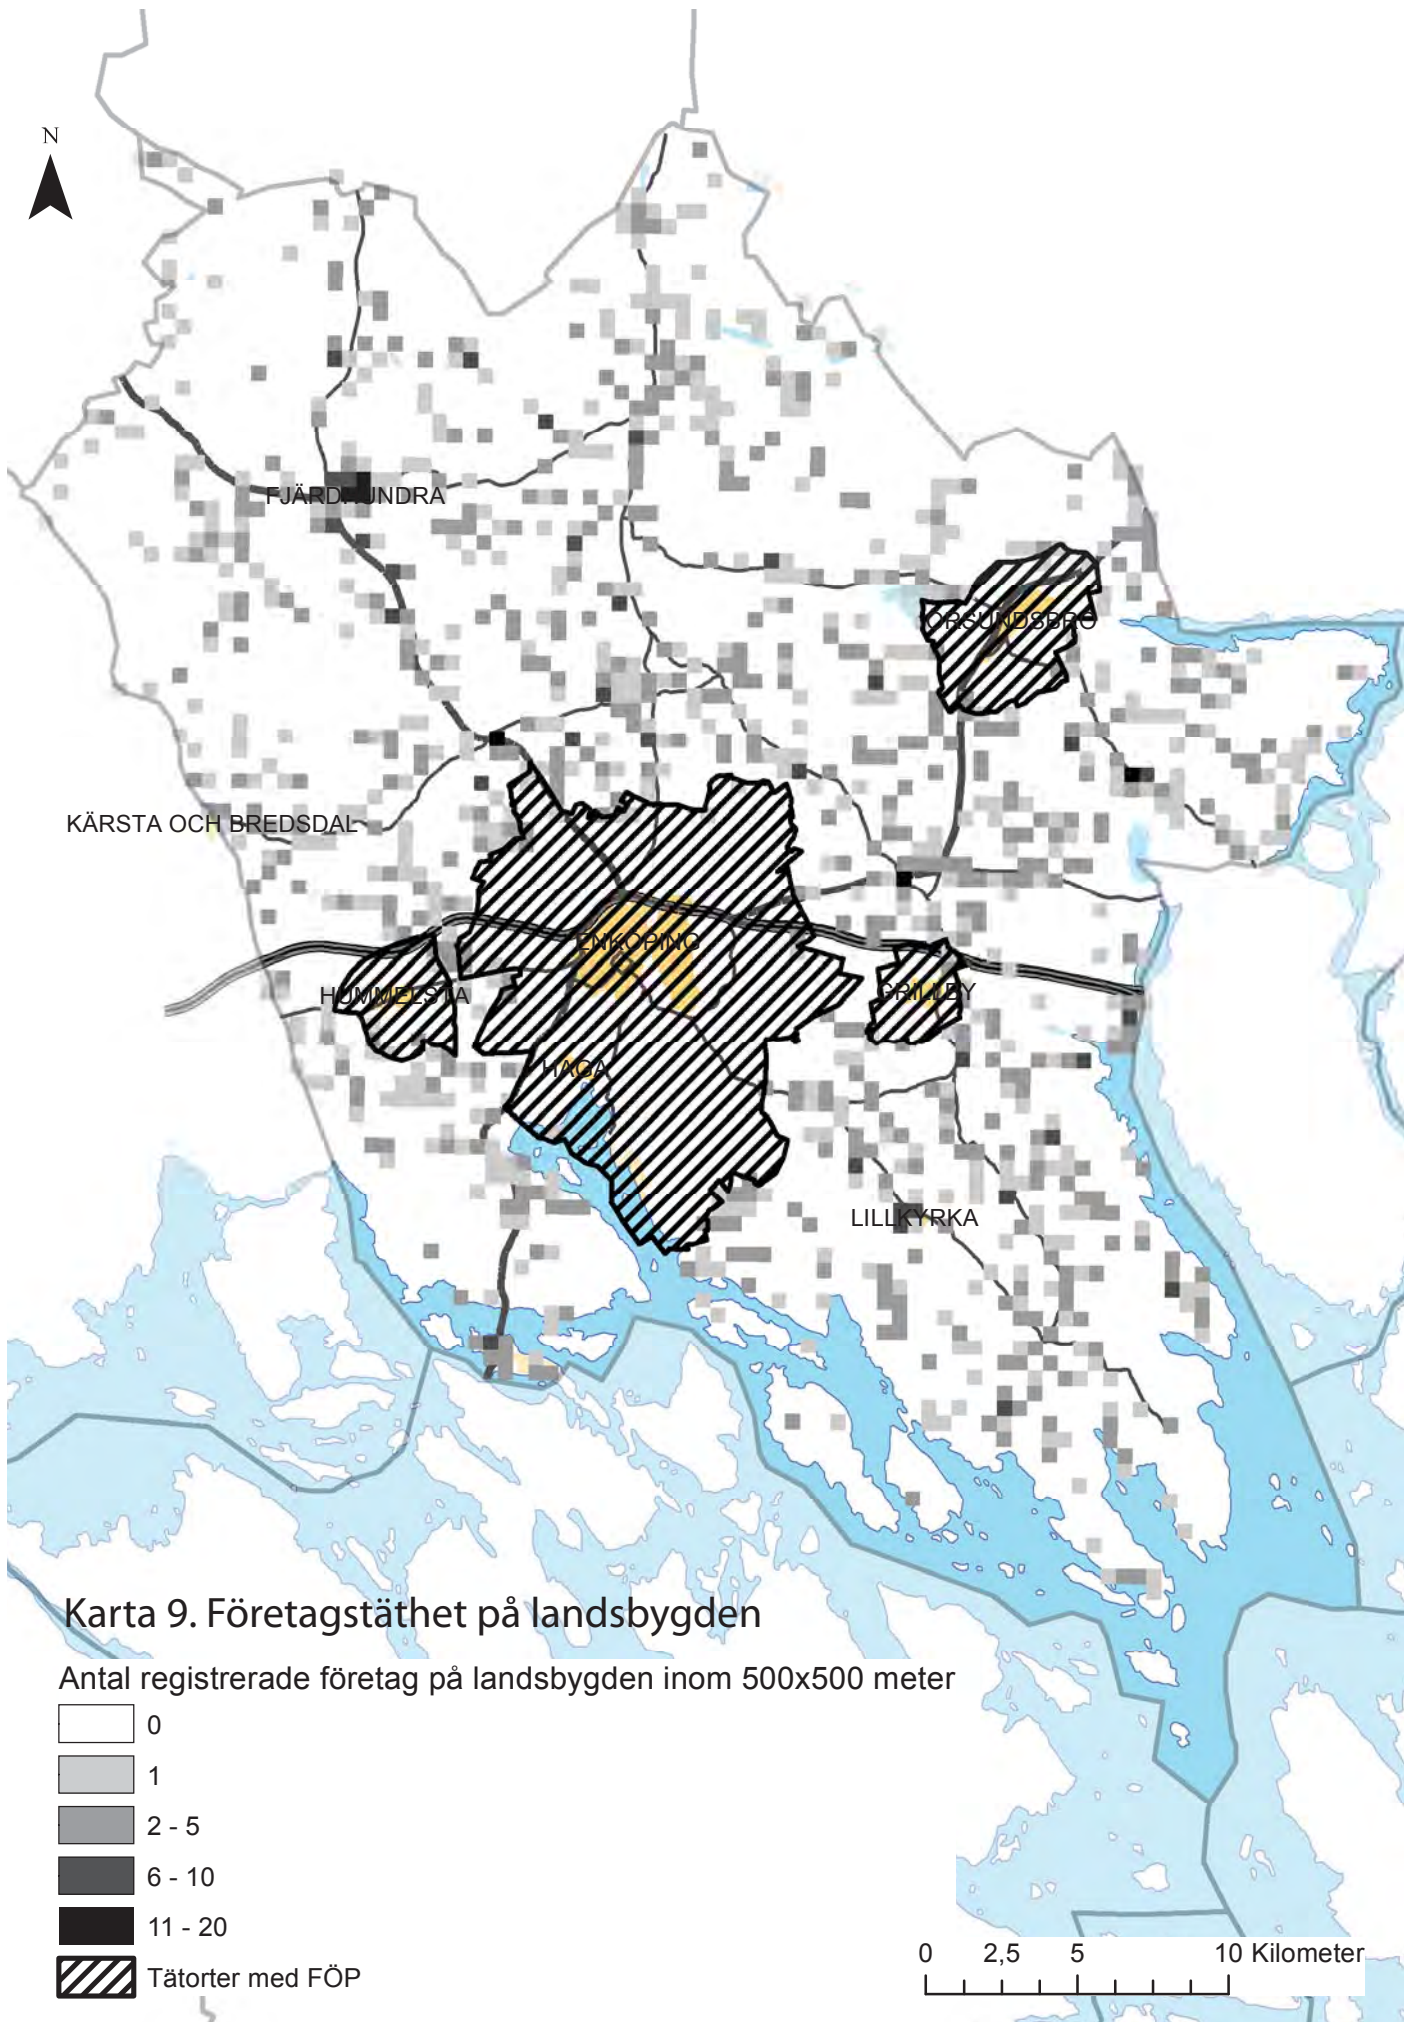 N
FJÄRDHUNDRA
ÖRSUNDSBRO
KÄRSTA OCH BREDSDAL
ENKÖPING
HUMMELSTA
GRILLBY
HAGA
LILLKYRKA
Karta 9. Företagstäthet på landsbygden
Antal registrerade företag på landsbygden inom 500x500 meter
0
1
2 - 5
6 - 10
11 - 20
Tätorter med FÖP
0 2,5 5 10 Kilometer